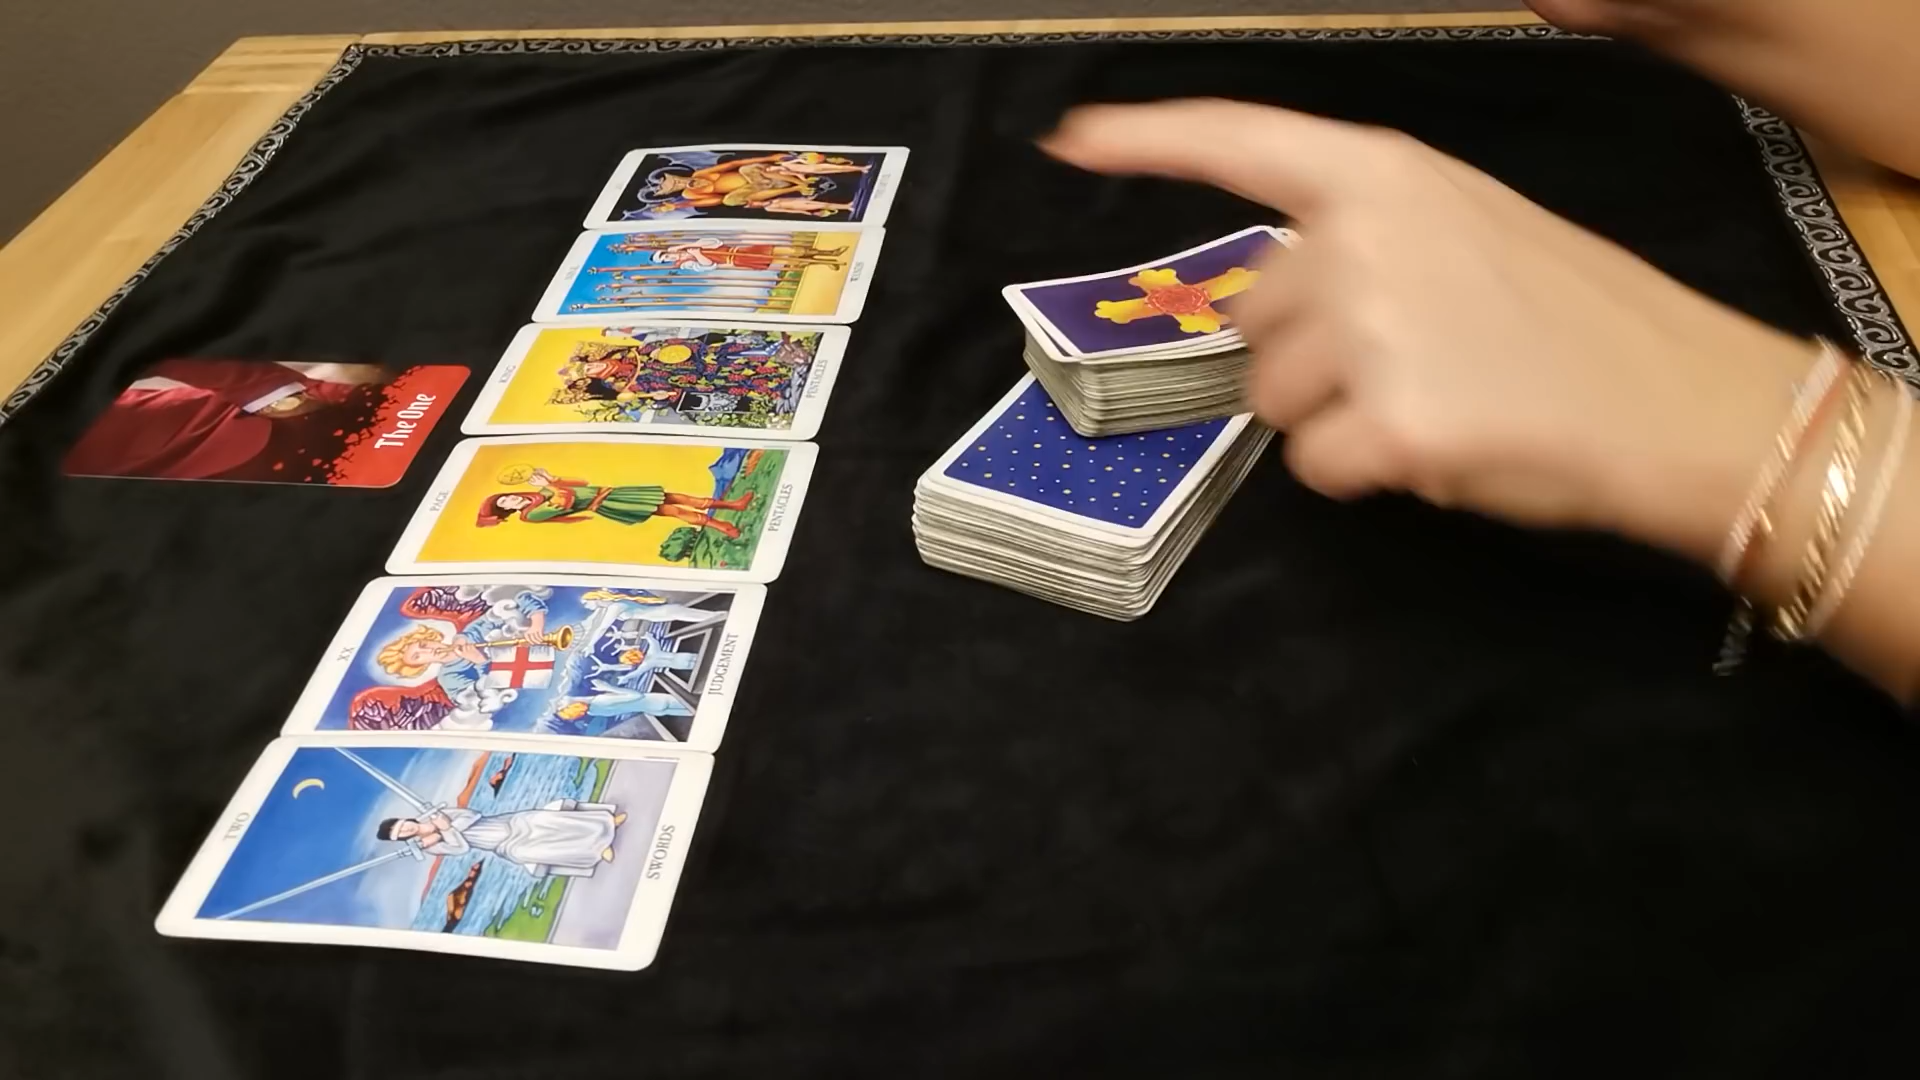 WANDS
KING
PENTACLES
The One
PAGE
PENTACLES
XX
JUDGEMENT
TWO
SWORDS